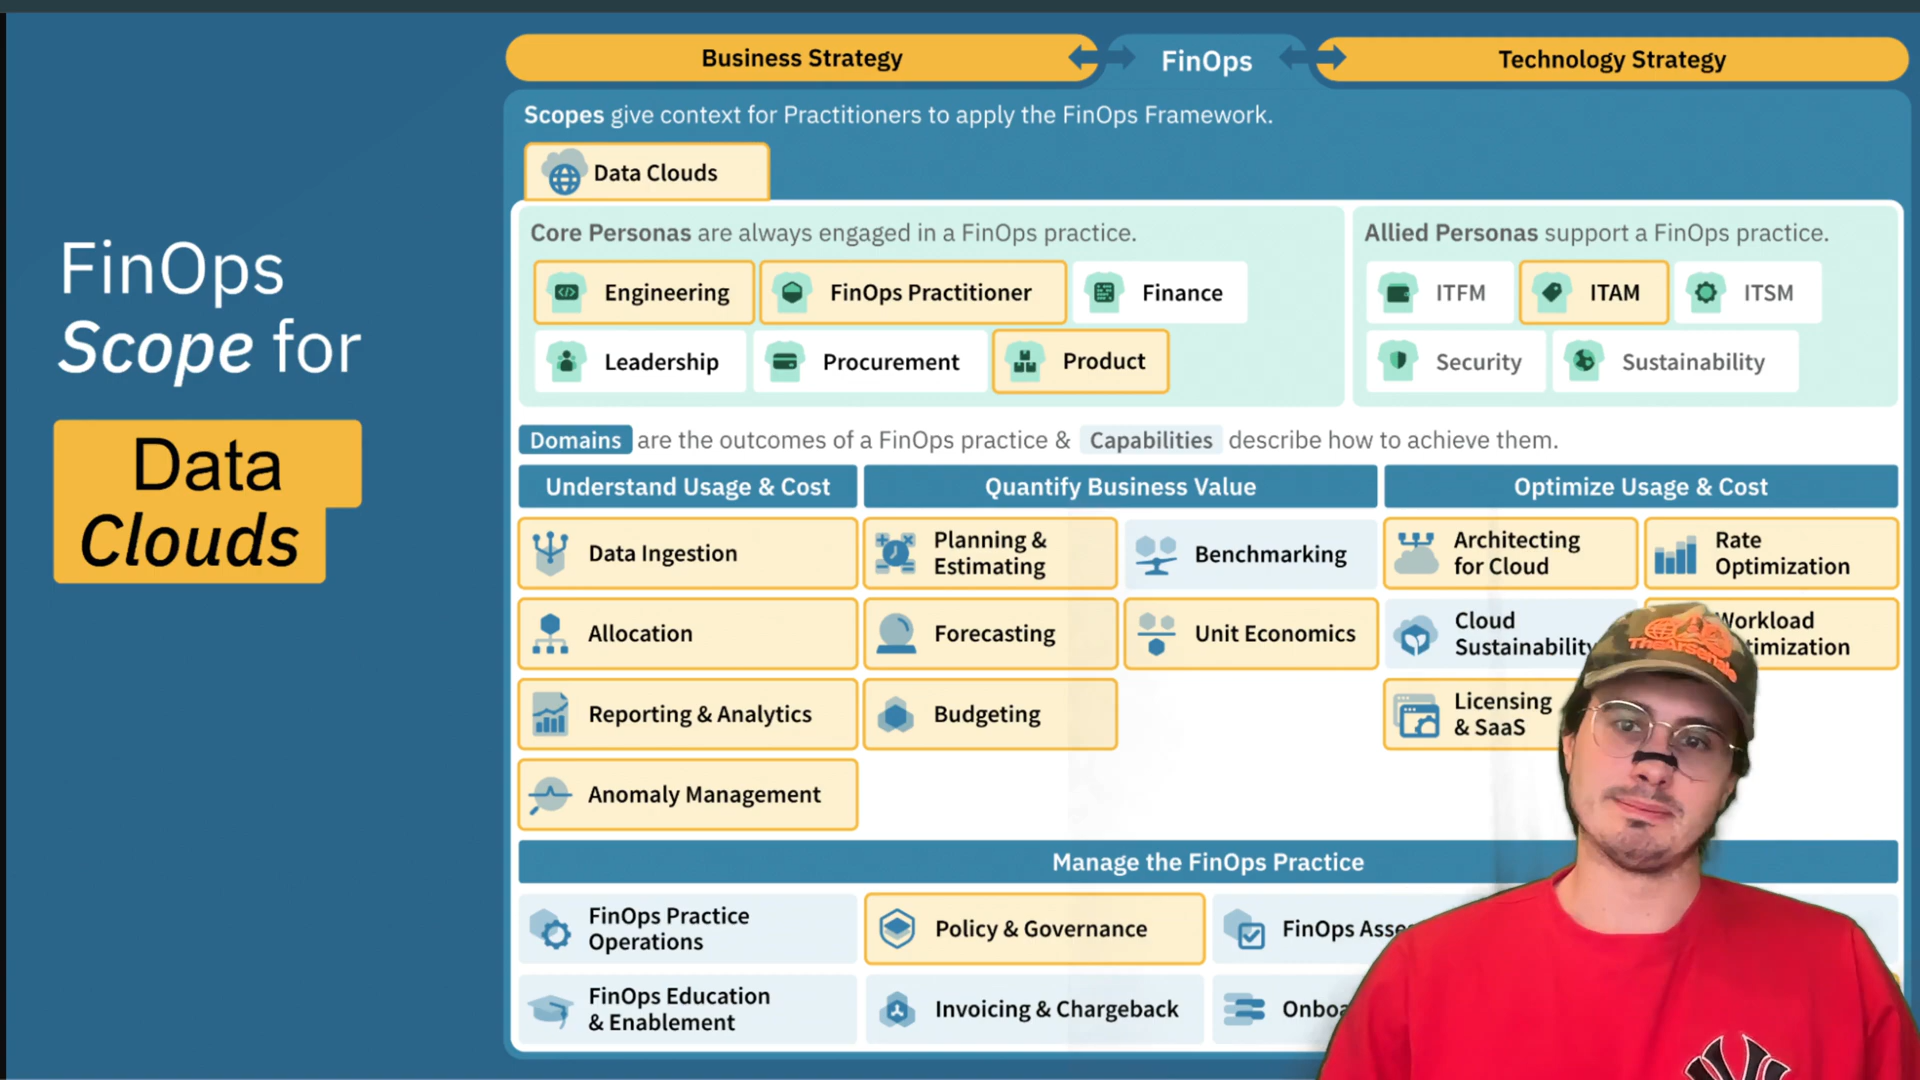 FinOps
Scope for
Data
Clouds
Business Strategy
FinOps
Technology Strategy
Scopes give context for Practitioners to apply the FinOps Framework.
Data Clouds
Core Personas are always engaged in a FinOps practice.
Engineering
FinOps Practitioner
Finance
Leadership
Procurement
Product
Allied Personas support a FinOps practice.
ITFM
ITAM
ITSM
Security
Sustainability
Domains are the outcomes of a FinOps practice & Capabilities describe how to achieve them.
Understand Usage & Cost
Data Ingestion
Allocation
Reporting & Analytics
Anomaly Management
Quantify Business Value
Planning &
Estimating
Benchmarking
Forecasting
Unit Economics
Budgeting
Optimize Usage & Cost
Architecting
for Cloud
Rate
Optimization
Cloud
Sustainability
Workload
timization
Licensing
& SaaS
Manage the FinOps Practice
FinOps Practice
Operations
Policy & Governance
FinOps Asse
FinOps Education
& Enablement
Invoicing & Chargeback
Onboa